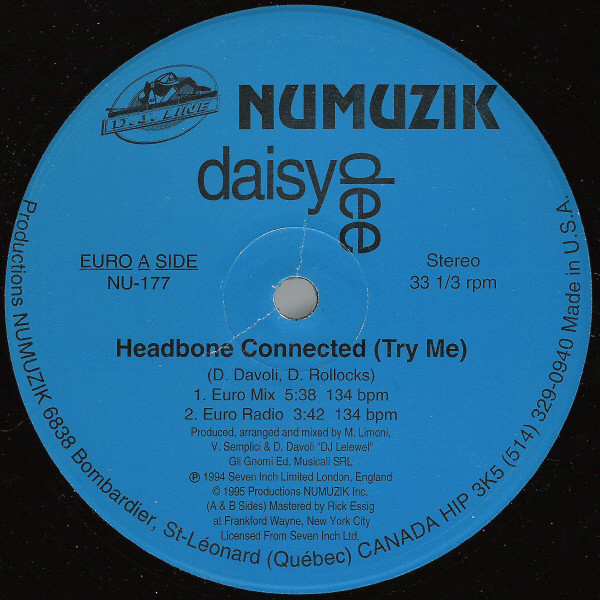 D.J. LINE
NUMUZIK
daisy
dee
EURO A SIDE
NU-177
Stereo
33 1/3 rpm
Headbone Connected (Try Me)
(D. Davoli, D. Rollocks)
1. Euro Mix 5:38 134 bpm
2. Euro Radio 3:42 134 bpm
Produced, arranged and mixed by M. Limoni,
V. Semplici & D. Davoli "DJ Lelewel"
Gli Gnomi Ed. Musicali SRL
℗ 1994 Seven Inch Limited London, England
© 1995 Productions NUMUZIK Inc.
(A & B Sides) Mastered by Rick Essig
at Frankford Wayne, New York City
Licensed From Seven Inch Ltd.
Productions NUMUZIK 6838 Bombardier, St-Léonard (Québec) CANADA HIP 3K5 (514) 329-0940 Made in U.S.A.